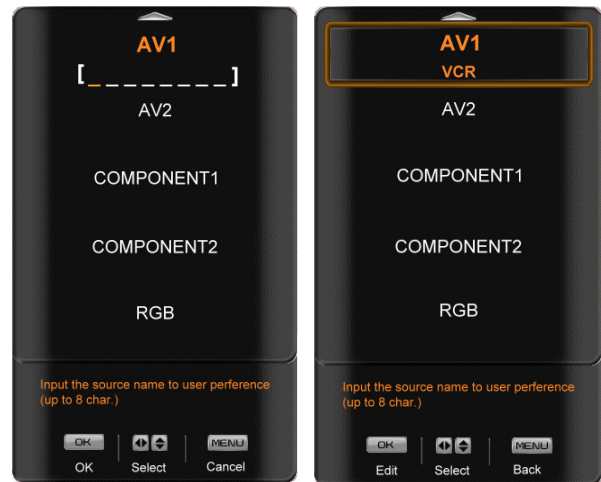 AV1
[_ _ _ _ _ _ _ _]
AV2
COMPONENT1
COMPONENT2
RGB
Input the source name to user perference
(up to 8 char.)
OK MENU
OK Select Cancel
AV1
VCR
AV2
COMPONENT1
COMPONENT2
RGB
Input the source name to user perference
(up to 8 char.)
OK MENU
Edit Select Back